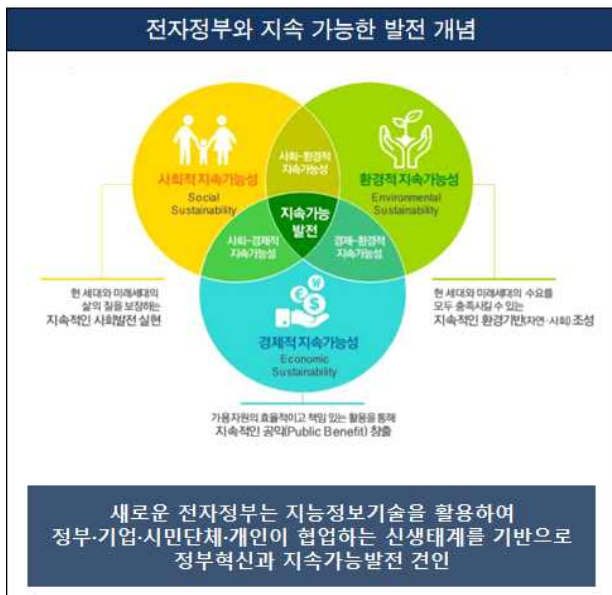 전자정부와 지속 가능한 발전 개념
사회적 지속가능성
Social
Sustainability
사회-환경적
지속가능성
환경적 지속가능성
Environmental
Sustainability
지속가능
발전
사회-경제적
지속가능성
경제-환경적
지속가능성
현 세대와 미래세대의
삶의 질을 보장하는
지속적인 사회발전 실현
현 세대와 미래세대의 수요를
모두 충족시킬 수 있는
지속적인 환경기반(자연·사회) 조성
€ ₩ $
경제적 지속가능성
Economic
Sustainability
가용자원의 효율적이고 책임 있는 활용을 통해
지속적인 공익(Public Benefit) 창출
새로운 전자정부는 지능정보기술을 활용하여
정부·기업·시민단체·개인이 협업하는 신생태계를 기반으로
정부혁신과 지속가능발전 견인